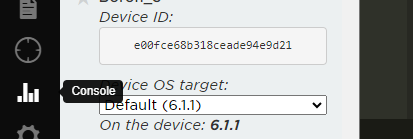 Device ID:
e00fce68b318ceade94e9d21
Console
Device OS target:
Default (6.1.1)
On the device: 6.1.1